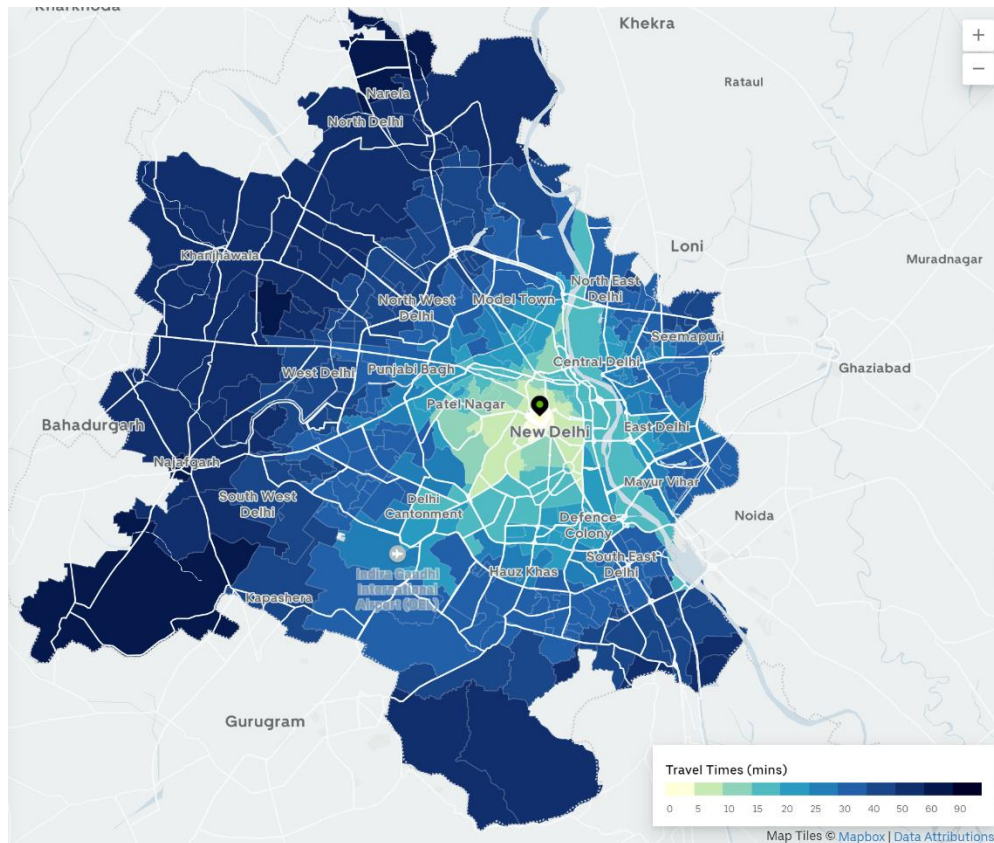 Kharkhoda
Khekra
+
−
Rataul
Narela
North Delhi
Loni
Khanjhawala
Muradnagar
North West
Delhi
Model Town
North East
Delhi
Seemapuri
West Delhi
Punjabi Bagh
Central Delhi
Ghaziabad
Patel Nagar
Bahadurgarh
New Delhi
East Delhi
Najafgarh
South West
Delhi
Delhi
Cantonment
Mayur Vihar
Noida
Defence
Colony
South East
Delhi
Hauz Khas
Indira Gandhi
International
Airport (DEL)
Kapashera
Gurugram
Travel Times (mins)
0 5 10 15 20 25 30 40 50 60 90
Map Tiles © Mapbox | Data Attributions